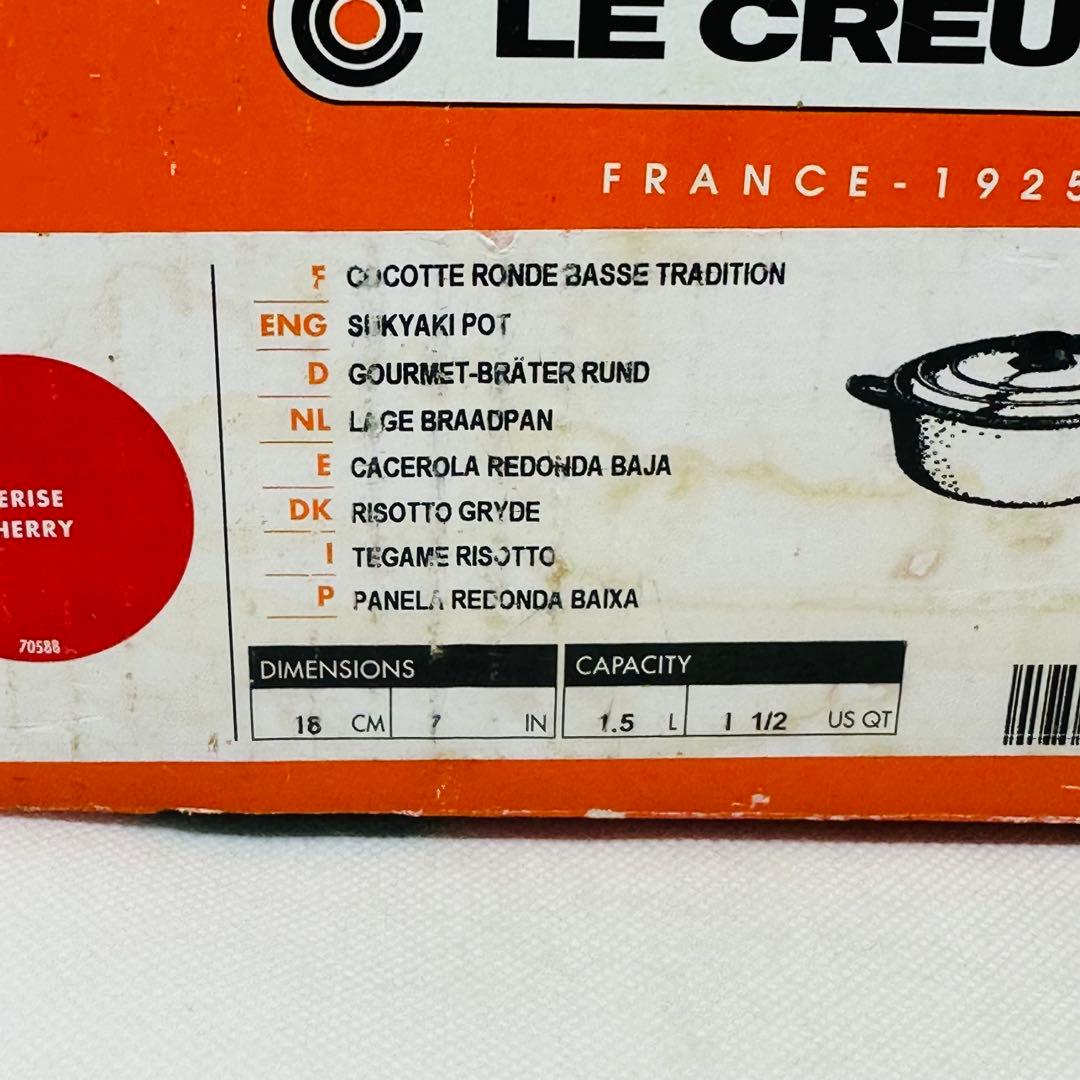 LE CREU
FRANCE-1925
F COCOTTE RONDE BASSE TRADITION
ENG SUKYAKI POT
D GOURMET-BRÄTER RUND
NL LAGE BRAADPAN
E CACEROLA REDONDA BAJA
DK RISOTTO GRYDE
I TEGAME RISOTTO
P PANELA REDONDA BAIXA
ERISE
HERRY
70588
DIMENSIONS CAPACITY
18 CM 7 IN 1.5 L 1 1/2 US QT